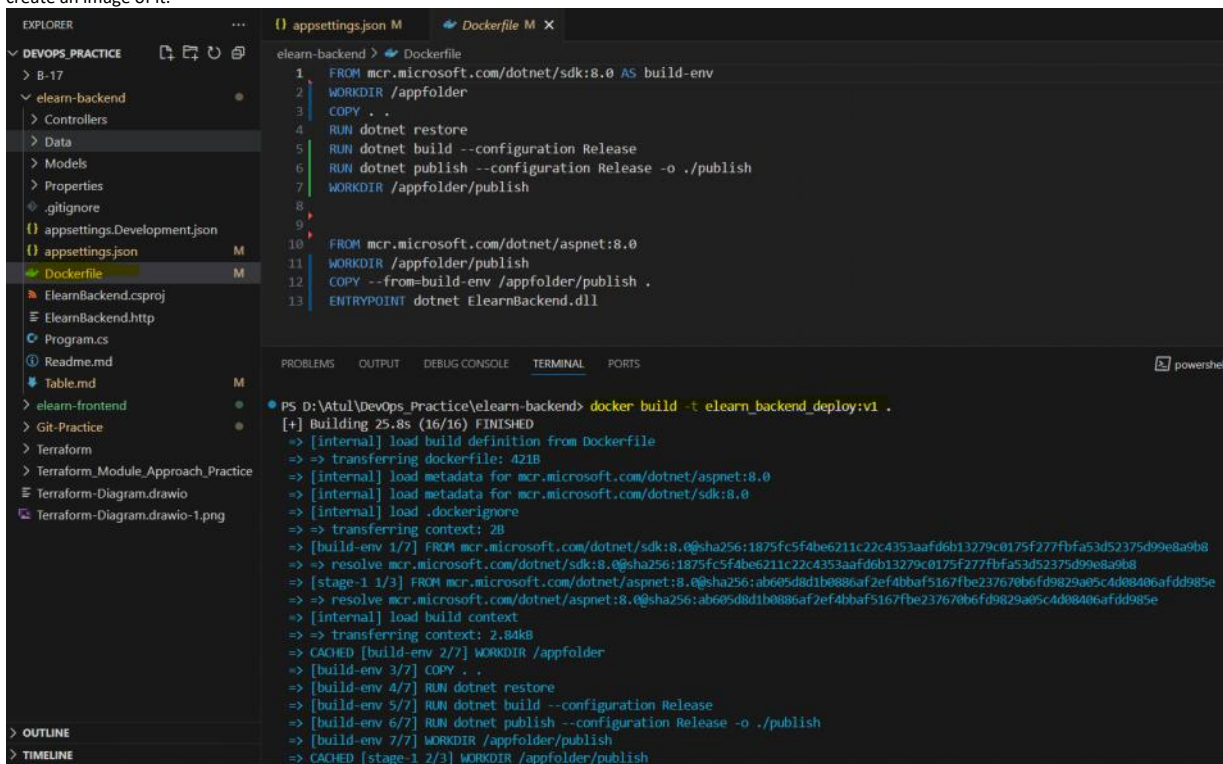 create an image of it.
EXPLORER
DEVOPS_PRACTICE
B-17
elearn-backend
Controllers
Data
Models
Properties
.gitignore
{} appsettings.Development.json
{} appsettings.json M
Dockerfile M
ElearnBackend.csproj
ElearnBackend.http
Program.cs
Readme.md
Table.md M
elearn-frontend
Git-Practice
Terraform
Terraform_Module_Approach_Practice
Terraform-Diagram.drawio
Terraform-Diagram.drawio-1.png
OUTLINE
TIMELINE
{} appsettings.json M Dockerfile M X
elearn-backend > Dockerfile
1 FROM mcr.microsoft.com/dotnet/sdk:8.0 AS build-env
2 WORKDIR /appfolder
3 COPY . .
4 RUN dotnet restore
5 RUN dotnet build --configuration Release
6 RUN dotnet publish --configuration Release -o ./publish
7 WORKDIR /appfolder/publish
8
9
10 FROM mcr.microsoft.com/dotnet/aspnet:8.0
11 WORKDIR /appfolder/publish
12 COPY --from=build-env /appfolder/publish .
13 ENTRYPOINT dotnet ElearnBackend.dll
PROBLEMS OUTPUT DEBUG CONSOLE TERMINAL PORTS powershe
PS D:\Atul\DevOps_Practice\elearn-backend> docker build -t elearn_backend_deploy:v1 .
[+] Building 25.8s (16/16) FINISHED
=> [internal] load build definition from Dockerfile
=> => transferring dockerfile: 421B
=> [internal] load metadata for mcr.microsoft.com/dotnet/aspnet:8.0
=> [internal] load metadata for mcr.microsoft.com/dotnet/sdk:8.0
=> [internal] load .dockerignore
=> => transferring context: 2B
=> [build-env 1/7] FROM mcr.microsoft.com/dotnet/sdk:8.0@sha256:1875fc5f4be6211c22c4353aafd6b13279c0175f277fbfa53d52375d99e8a9b8
=> => resolve mcr.microsoft.com/dotnet/sdk:8.0@sha256:1875fc5f4be6211c22c4353aafd6b13279c0175f277fbfa53d52375d99e8a9b8
=> [stage-1 1/3] FROM mcr.microsoft.com/dotnet/aspnet:8.0@sha256:ab605d8d1b0886af2ef4bbaf5167fbe237670b6fd9829a05c4d08406afdd985e
=> => resolve mcr.microsoft.com/dotnet/aspnet:8.0@sha256:ab605d8d1b0886af2ef4bbaf5167fbe237670b6fd9829a05c4d08406afdd985e
=> [internal] load build context
=> => transferring context: 2.84kB
=> CACHED [build-env 2/7] WORKDIR /appfolder
=> [build-env 3/7] COPY . .
=> [build-env 4/7] RUN dotnet restore
=> [build-env 5/7] RUN dotnet build --configuration Release
=> [build-env 6/7] RUN dotnet publish --configuration Release -o ./publish
=> [build-env 7/7] WORKDIR /appfolder/publish
=> CACHED [stage-1 2/3] WORKDIR /appfolder/publish